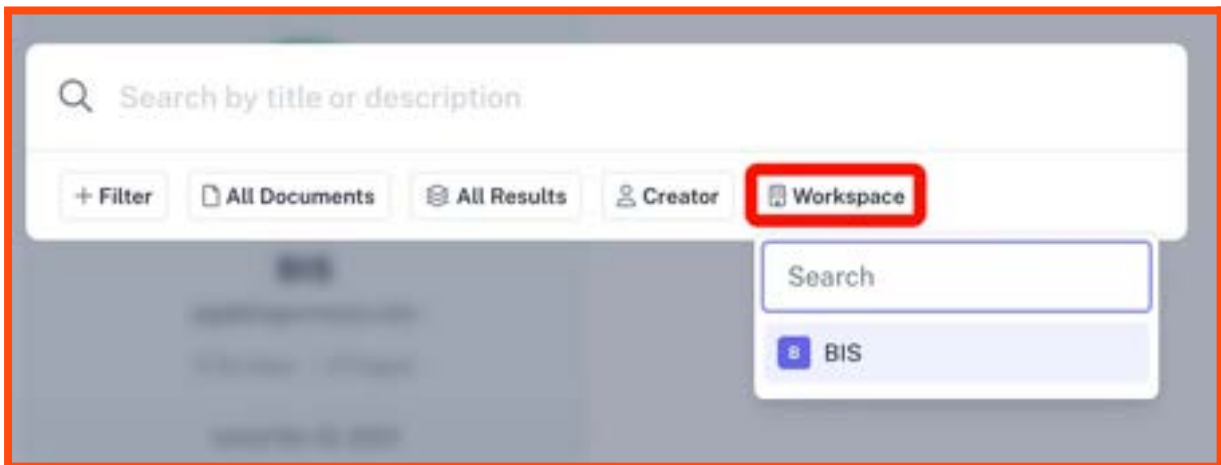 Search by title or description
+ Filter All Documents All Results Creator Workspace
BIS
Search
B BIS